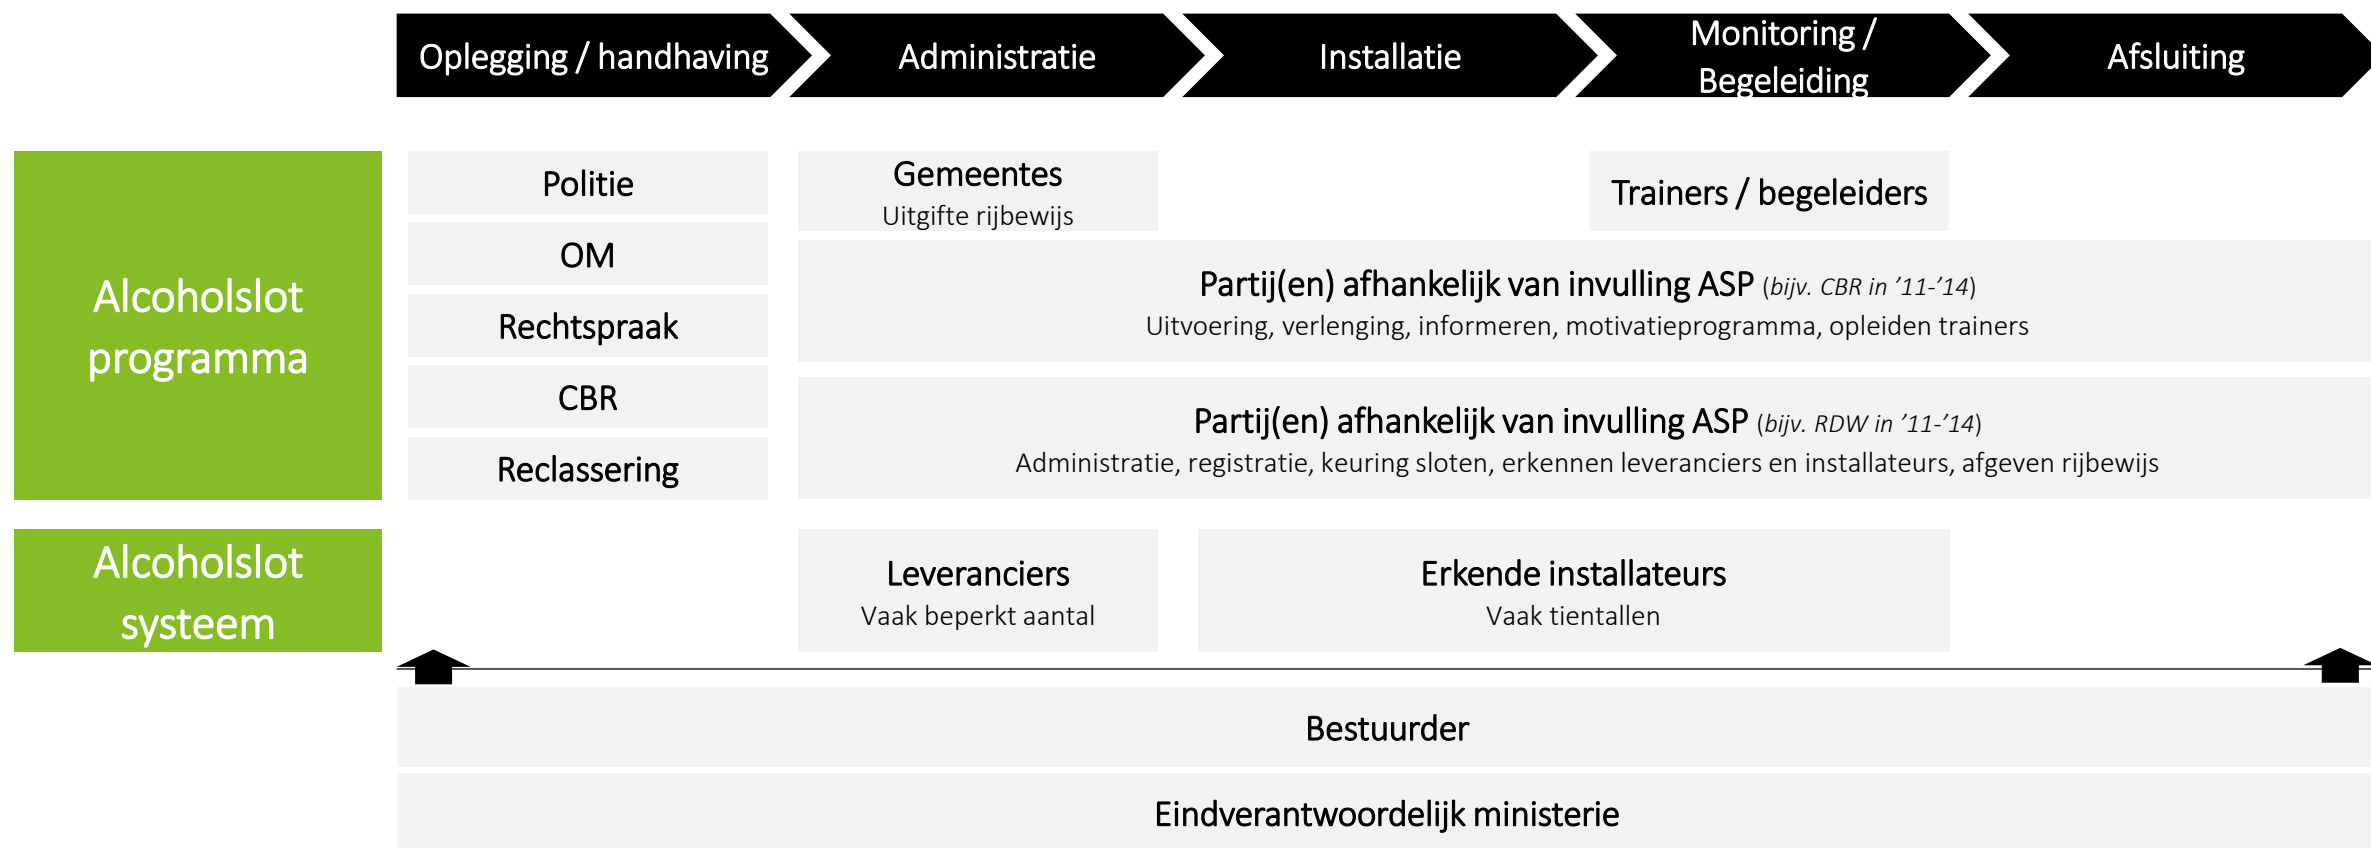 Oplegging / handhaving
Administratie
Installatie
Monitoring /
Begeleiding
Afsluiting
Alcoholslot
programma
Politie
OM
Rechtspraak
CBR
Reclassering
Gemeentes
Uitgifte rijbewijs
Trainers / begeleiders
Partij(en) afhankelijk van invulling ASP (bijv. CBR in ’11-’14)
Uitvoering, verlenging, informeren, motivatieprogramma, opleiden trainers
Partij(en) afhankelijk van invulling ASP (bijv. RDW in ’11-’14)
Administratie, registratie, keuring sloten, erkennen leveranciers en installateurs, afgeven rijbewijs
Alcoholslot
systeem
Leveranciers
Vaak beperkt aantal
Erkende installateurs
Vaak tientallen
Bestuurder
Eindverantwoordelijk ministerie